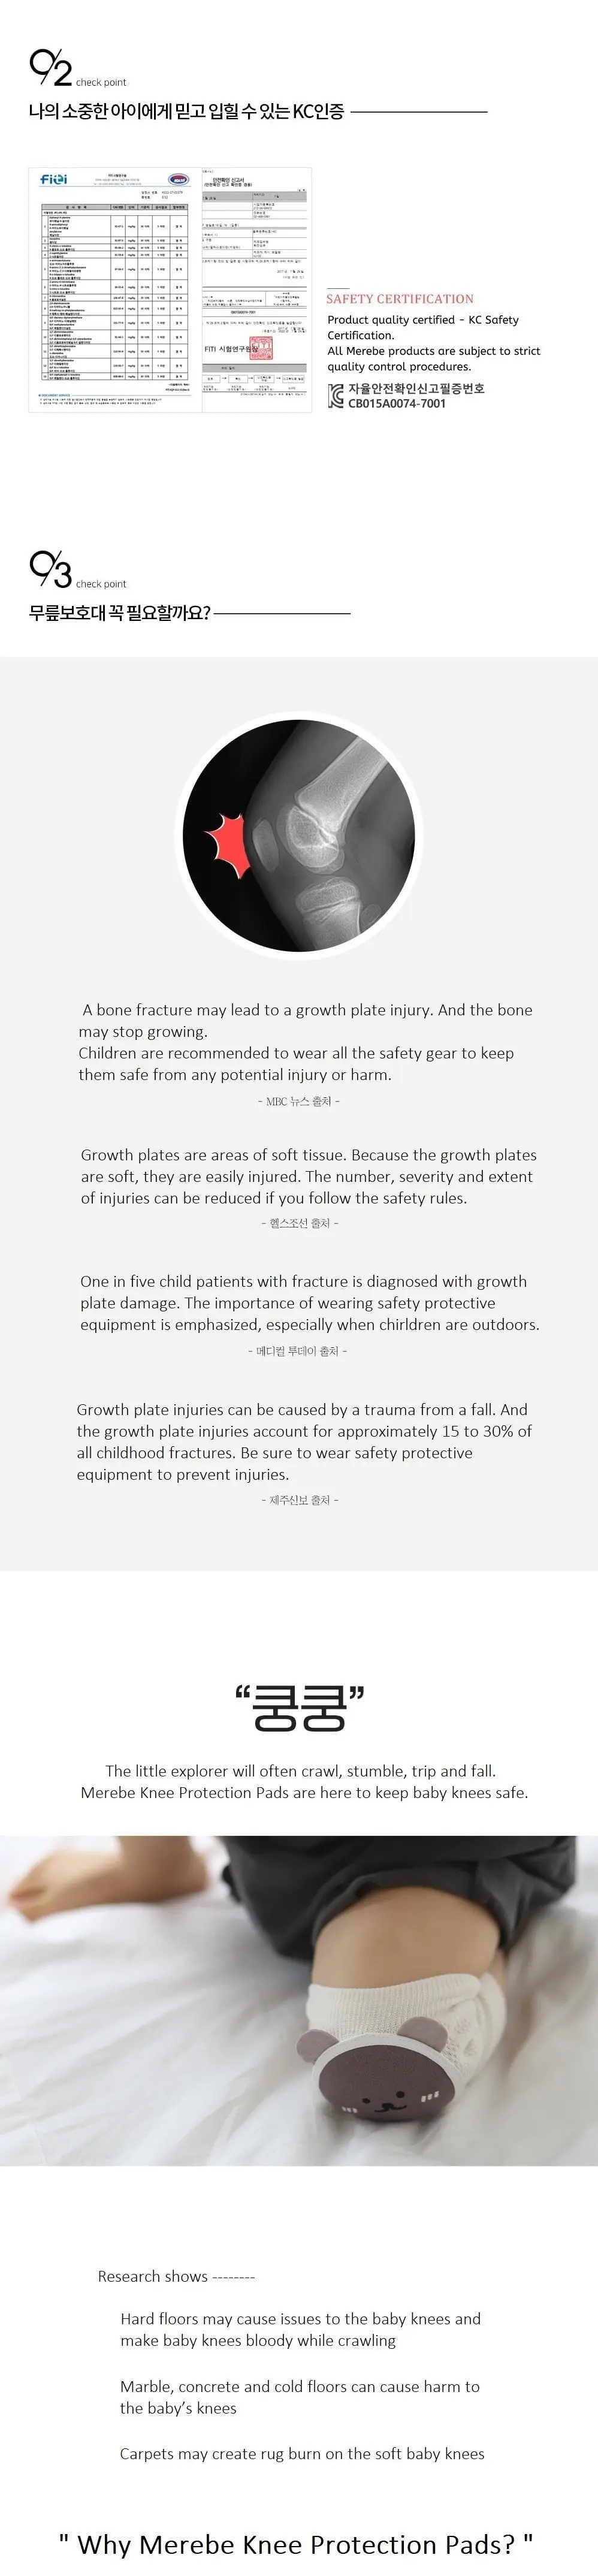 02 check point
나의 소중한 아이에게 믿고 입힐 수 있는 KC인증
FITI
안전확인 신고서
FITI 시험연구원
SAFETY CERTIFICATION
Product quality certified - KC Safety
Certification.
All Merebe products are subject to strict
quality control procedures.
자율안전확인신고필증번호
CB015A0074-7001
03 check point
무릎보호대 꼭 필요할까요?
A bone fracture may lead to a growth plate injury. And the bone
may stop growing.
Children are recommended to wear all the safety gear to keep
them safe from any potential injury or harm.
- MBC 뉴스 출처 -
Growth plates are areas of soft tissue. Because the growth plates
are soft, they are easily injured. The number, severity and extent
of injuries can be reduced if you follow the safety rules.
- 헬스조선 출처 -
One in five child patients with fracture is diagnosed with growth
plate damage. The importance of wearing safety protective
equipment is emphasized, especially when chirldren are outdoors.
- 메디컬 투데이 출처 -
Growth plate injuries can be caused by a trauma from a fall. And
the growth plate injuries account for approximately 15 to 30% of
all childhood fractures. Be sure to wear safety protective
equipment to prevent injuries.
- 제주신보 출처 -
“쿵쿵”
The little explorer will often crawl, stumble, trip and fall.
Merebe Knee Protection Pads are here to keep baby knees safe.
Research shows --------
Hard floors may cause issues to the baby knees and
make baby knees bloody while crawling
Marble, concrete and cold floors can cause harm to
the baby’s knees
Carpets may create rug burn on the soft baby knees
" Why Merebe Knee Protection Pads? "